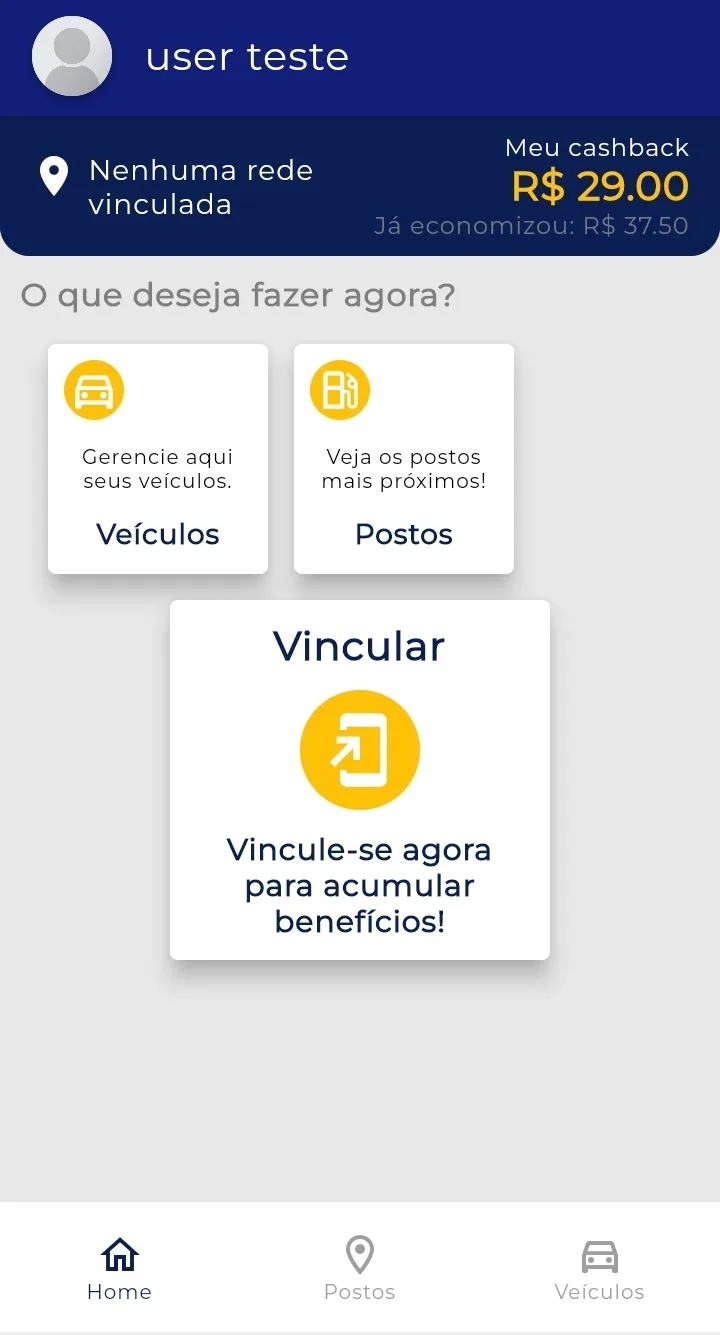 user teste
Nenhuma rede
vinculada
Meu cashback
R$ 29.00
Já economizou: R$ 37.50
O que deseja fazer agora?
Gerencie aqui
seus veículos.
Veículos
Veja os postos
mais próximos!
Postos
Vincular
Vincule-se agora
para acumular
benefícios!
Home
Postos
Veículos